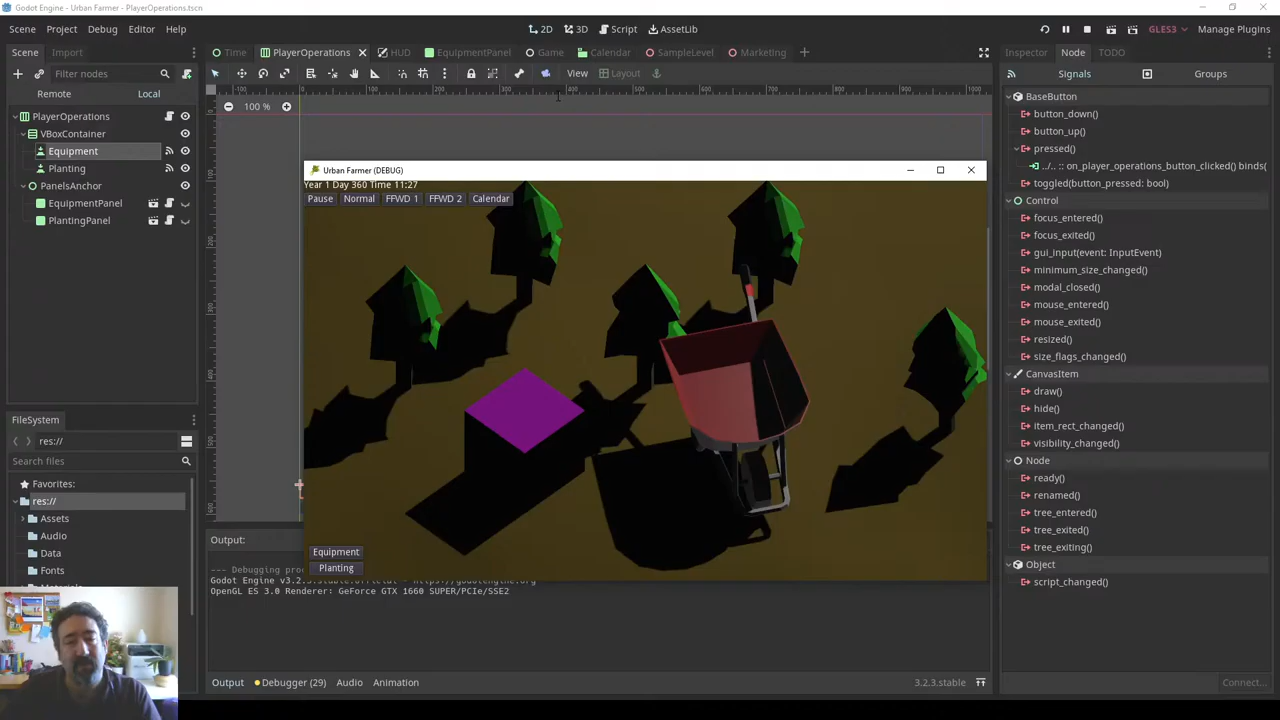 Godot Engine - Urban Farmer - PlayerOperations.tscn
Scene Project Debug Editor Help
2D 3D Script AssetLib
GLES3 Manage Plugins
Scene Import
Time PlayerOperations HUD EquipmentPanel Game Calendar SampleLevel Marketing
Inspector Node TODO
Filter nodes
View Layout
Signals Groups
Remote Local
100 %
BaseButton
button_down()
PlayerOperations
button_up()
VBoxContainer
pressed()
Equipment
../.. :: on_player_operations_button_clicked() binds(
Planting
toggled(button_pressed: bool)
PanelsAnchor
Control
EquipmentPanel
focus_entered()
PlantingPanel
focus_exited()
gui_input(event: InputEvent)
minimum_size_changed()
modal_closed()
mouse_entered()
mouse_exited()
resized()
size_flags_changed()
CanvasItem
draw()
hide()
item_rect_changed()
visibility_changed()
Node
ready()
renamed()
tree_entered()
tree_exited()
tree_exiting()
Object
script_changed()
Urban Farmer (DEBUG)
Year 1 Day 360 Time 11:27
Pause Normal FFWD 1 FFWD 2 Calendar
Equipment
Planting
FileSystem
res://
Search files
Favorites:
res://
Assets
Audio
Data
Fonts
Output:
--- Debugging
OpenGL ES 3.0 Renderer: GeForce GTX 1660 SUPER/PCIe/SSE2
Output Debugger (29) Audio Animation
3.2.3.stable
Connect...